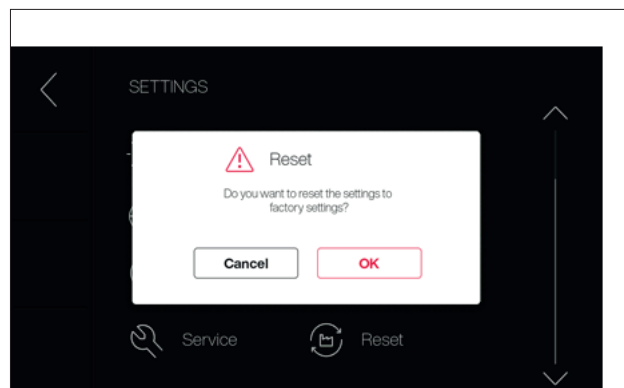 SETTINGS
Reset
Do you want to reset the settings to
factory settings?
Cancel
OK
Service
Reset